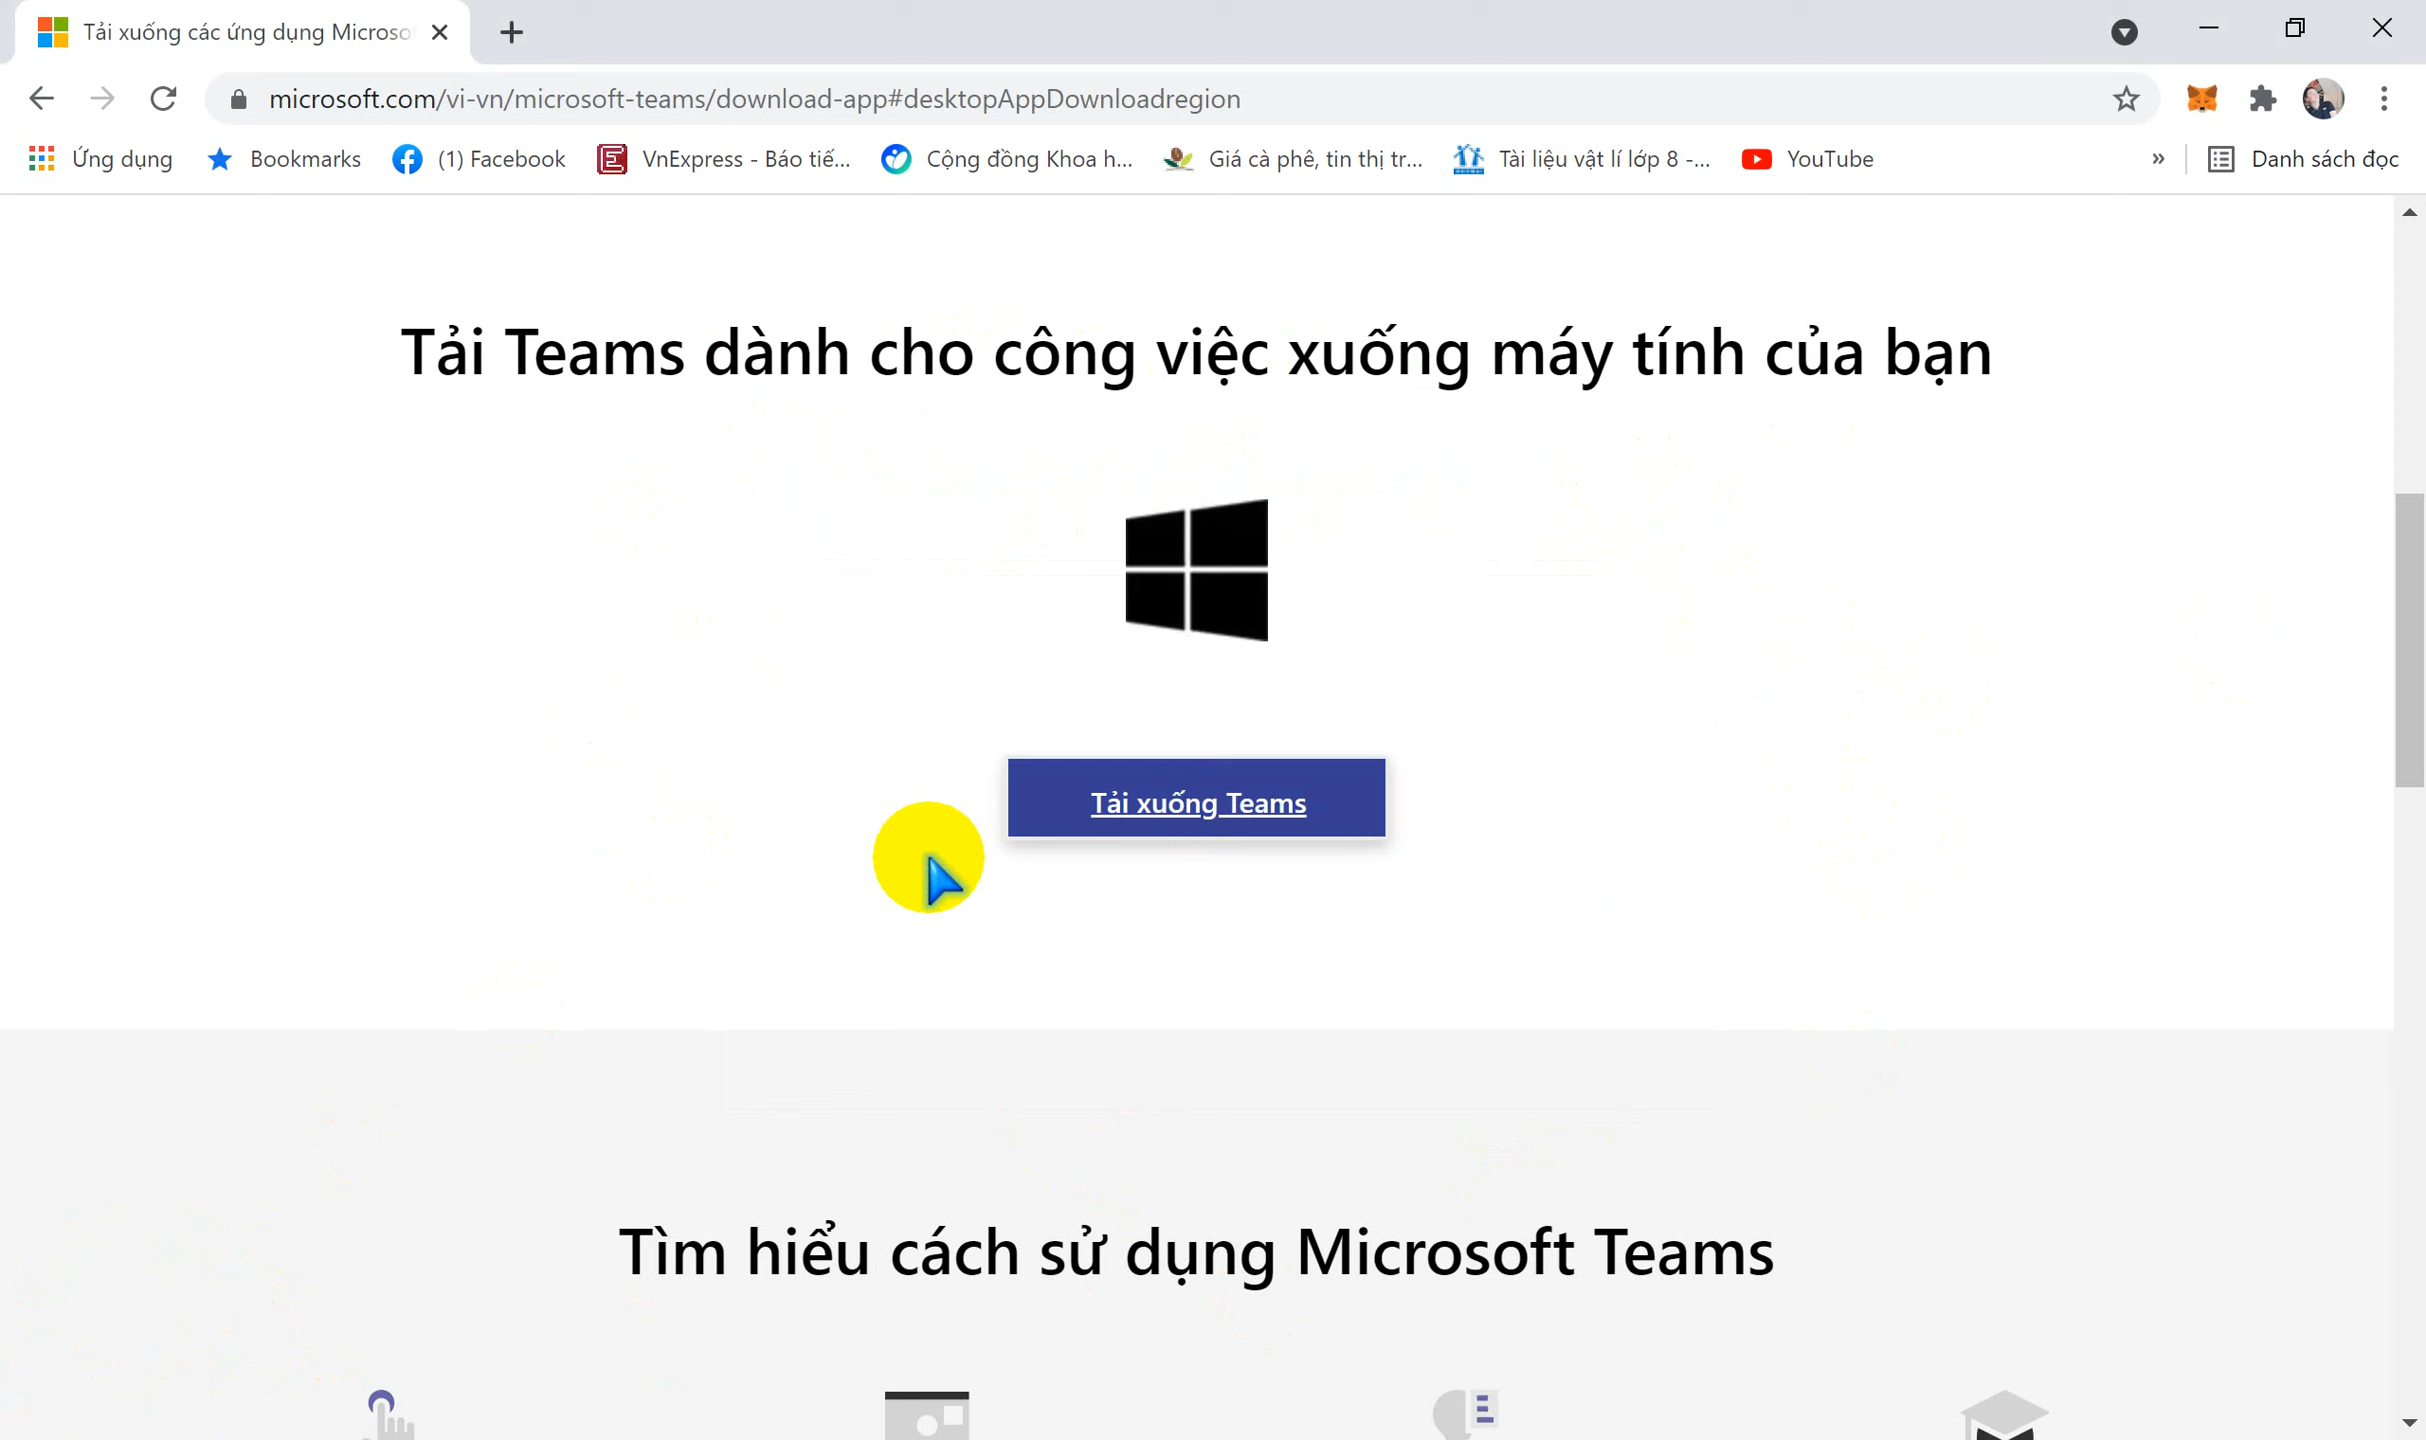 Tải xuống các ứng dụng Microso
microsoft.com/vi-vn/microsoft-teams/download-app#desktopAppDownloadregion
Ứng dụng
Bookmarks
(1) Facebook
VnExpress - Báo tiế...
Cộng đồng Khoa h...
Giá cà phê, tin thị tr...
Tài liệu vật lí lớp 8 -...
YouTube
»
Danh sách đọc
Tải Teams dành cho công việc xuống máy tính của bạn
Tải xuống Teams
Tìm hiểu cách sử dụng Microsoft Teams